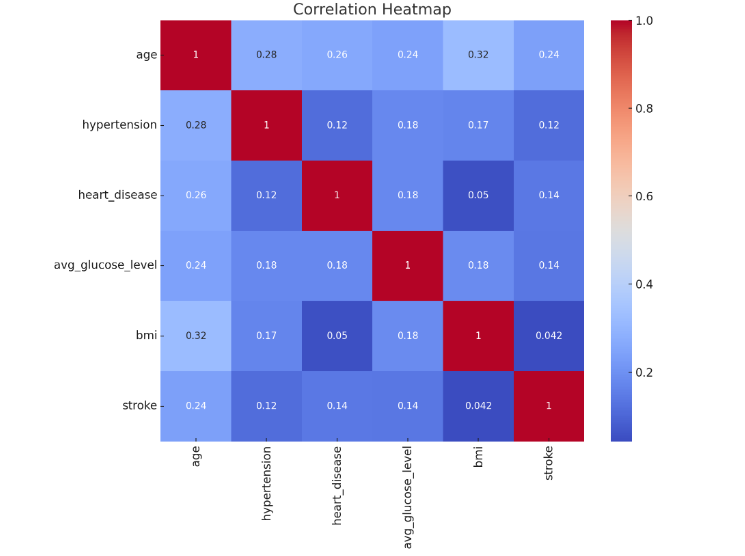 Correlation Heatmap
age 1 0.28 0.26 0.24 0.32 0.24
hypertension 0.28 1 0.12 0.18 0.17 0.12
heart_disease 0.26 0.12 1 0.18 0.05 0.14
avg_glucose_level 0.24 0.18 0.18 1 0.18 0.14
bmi 0.32 0.17 0.05 0.18 1 0.042
stroke 0.24 0.12 0.14 0.14 0.042 1
age
hypertension
heart_disease
avg_glucose_level
bmi
stroke
1.0
0.8
0.6
0.4
0.2